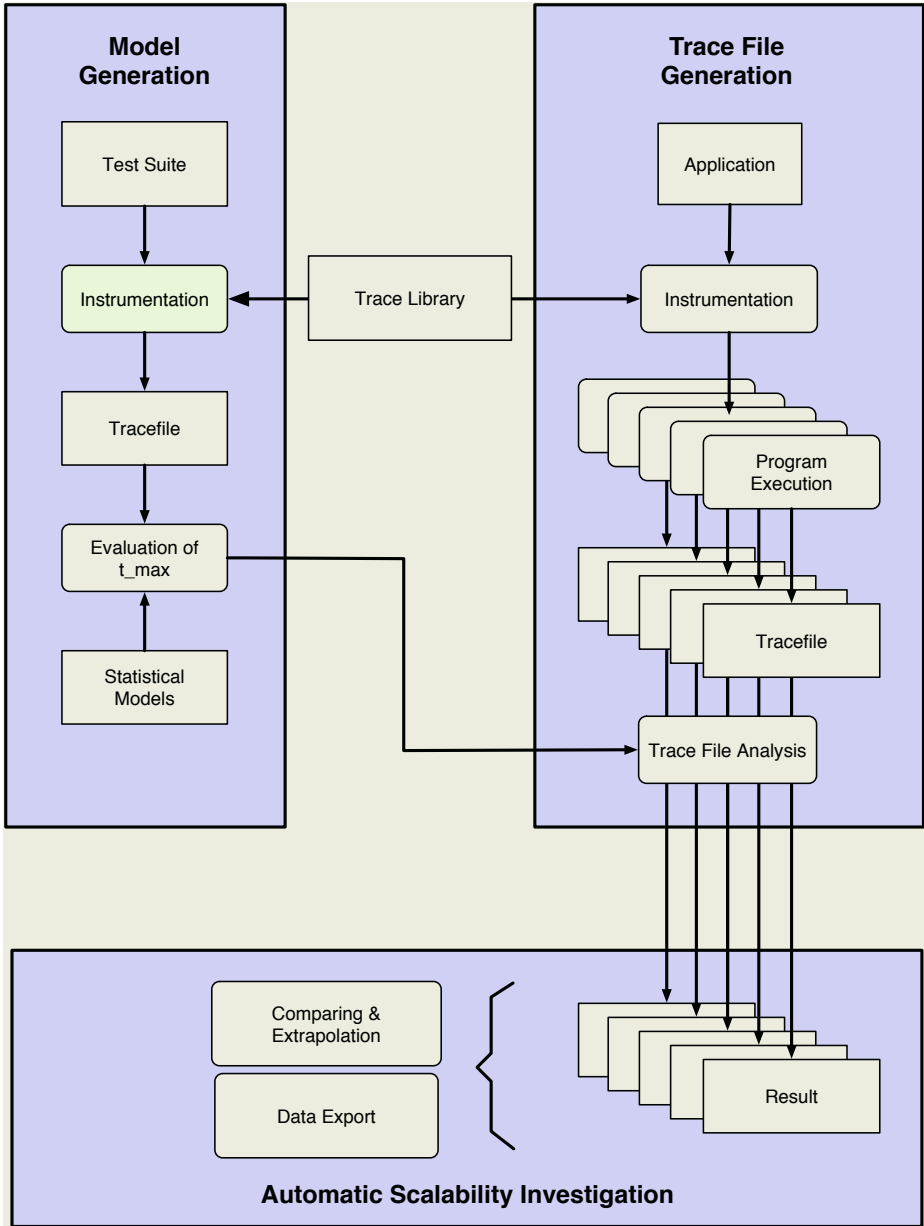 Model
Generation
Test Suite
Instrumentation
Tracefile
Evaluation of
t_max
Statistical
Models
Trace Library
Trace File
Generation
Application
Instrumentation
Program
Execution
Tracefile
Trace File Analysis
Comparing &
Extrapolation
Data Export
Result
Automatic Scalability Investigation